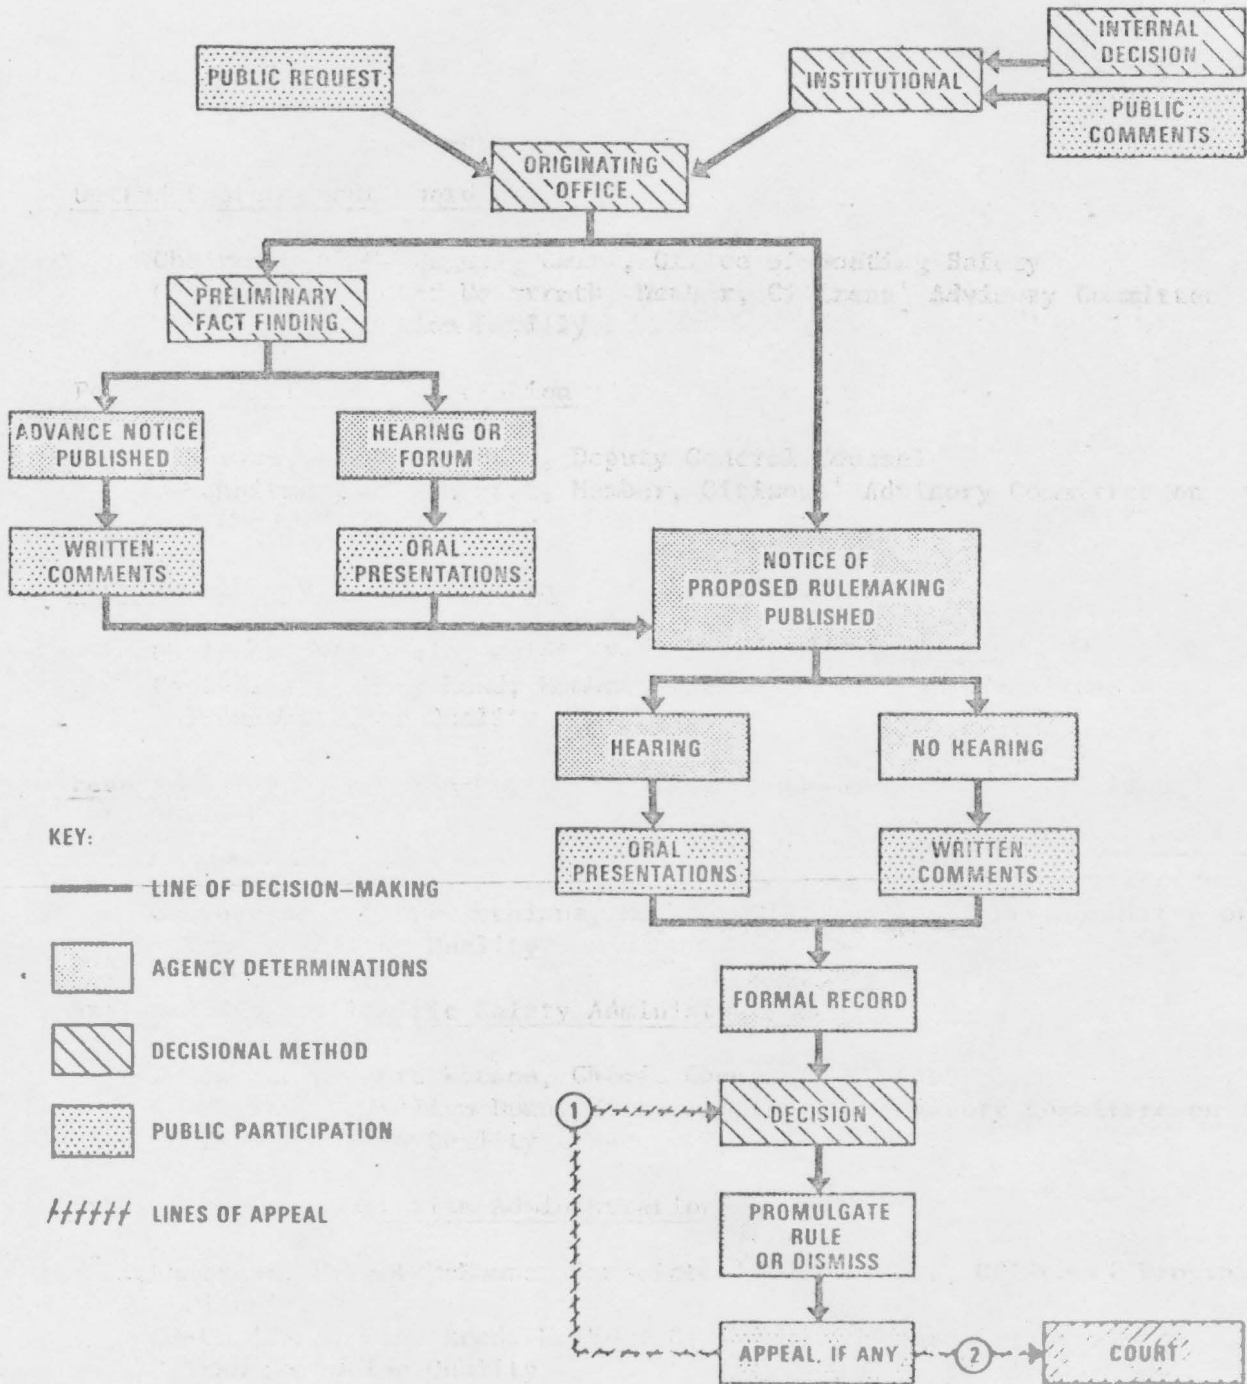 INTERNAL
DECISION
PUBLIC REQUEST
INSTITUTIONAL
PUBLIC
COMMENTS
ORIGINATING
OFFICE
PRELIMINARY
FACT FINDING
ADVANCE NOTICE
PUBLISHED
HEARING OR
FORUM
WRITTEN
COMMENTS
ORAL
PRESENTATIONS
NOTICE OF
PROPOSED RULEMAKING
PUBLISHED
HEARING
NO HEARING
ORAL
PRESENTATIONS
WRITTEN
COMMENTS
KEY:
LINE OF DECISION-MAKING
AGENCY DETERMINATIONS
DECISIONAL METHOD
PUBLIC PARTICIPATION
LINES OF APPEAL
FORMAL RECORD
1
DECISION
PROMULGATE
RULE
OR DISMISS
APPEAL, IF ANY
2
COURT